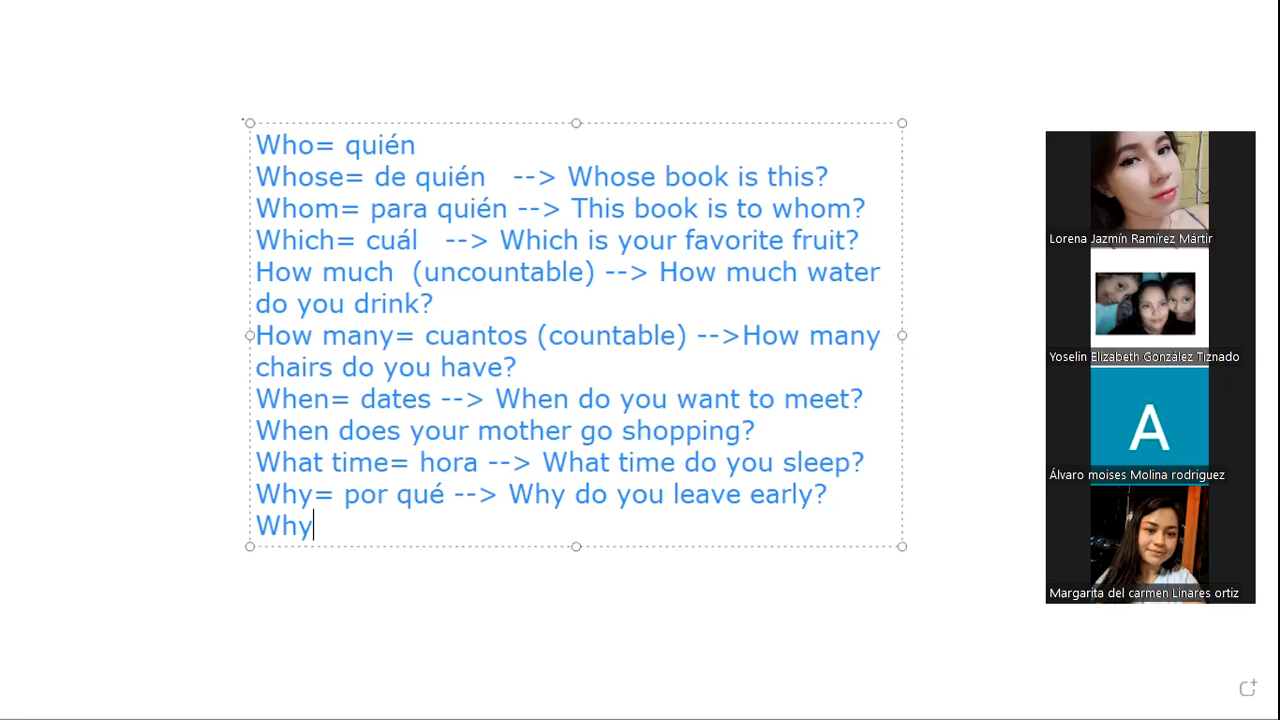 Who= quién
Whose= de quién   --> Whose book is this?
Whom= para quién --> This book is to whom?
Which= cuál   --> Which is your favorite fruit?
How much  (uncountable) --> How much water
do you drink?
How many= cuantos (countable) -->How many
chairs do you have?
When= dates --> When do you want to meet?
When does your mother go shopping?
What time= hora --> What time do you sleep?
Why= por qué --> Why do you leave early?
Why
Lorena Jazmín Ramírez Mártir
Yoselin Elizabeth González Tiznado
A
Álvaro moises Molina rodriguez
Margarita del carmen Linares ortiz